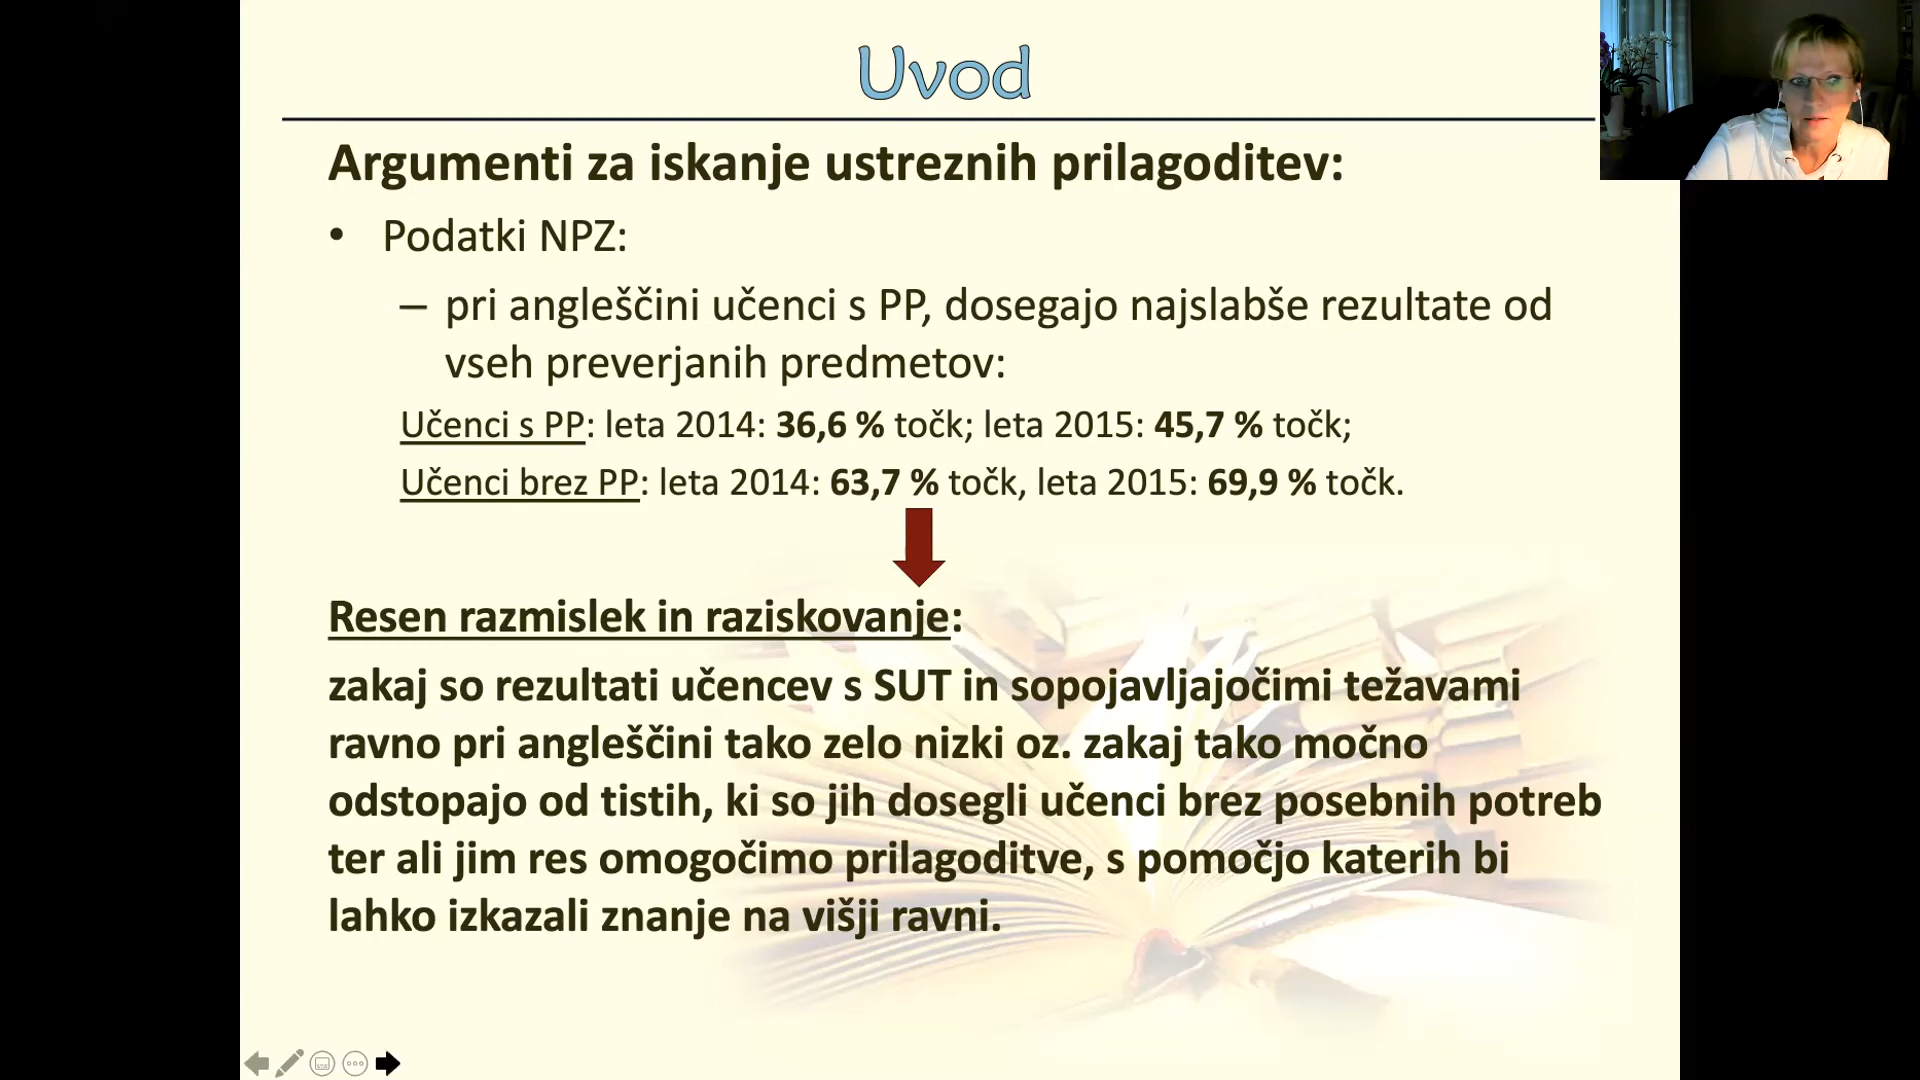 Uvod
Argumenti za iskanje ustreznih prilagoditev:
• Podatki NPZ:
– pri angleščini učenci s PP, dosegajo najslabše rezultate od
vseh preverjanih predmetov:
Učenci s PP: leta 2014: 36,6 % točk; leta 2015: 45,7 % točk;
Učenci brez PP: leta 2014: 63,7 % točk, leta 2015: 69,9 % točk.
Resen razmislek in raziskovanje:
zakaj so rezultati učencev s SUT in sopojavljajočimi težavami
ravno pri angleščini tako zelo nizki oz. zakaj tako močno
odstopajo od tistih, ki so jih dosegli učenci brez posebnih potreb
ter ali jim res omogočimo prilagoditve, s pomočjo katerih bi
lahko izkazali znanje na višji ravni.